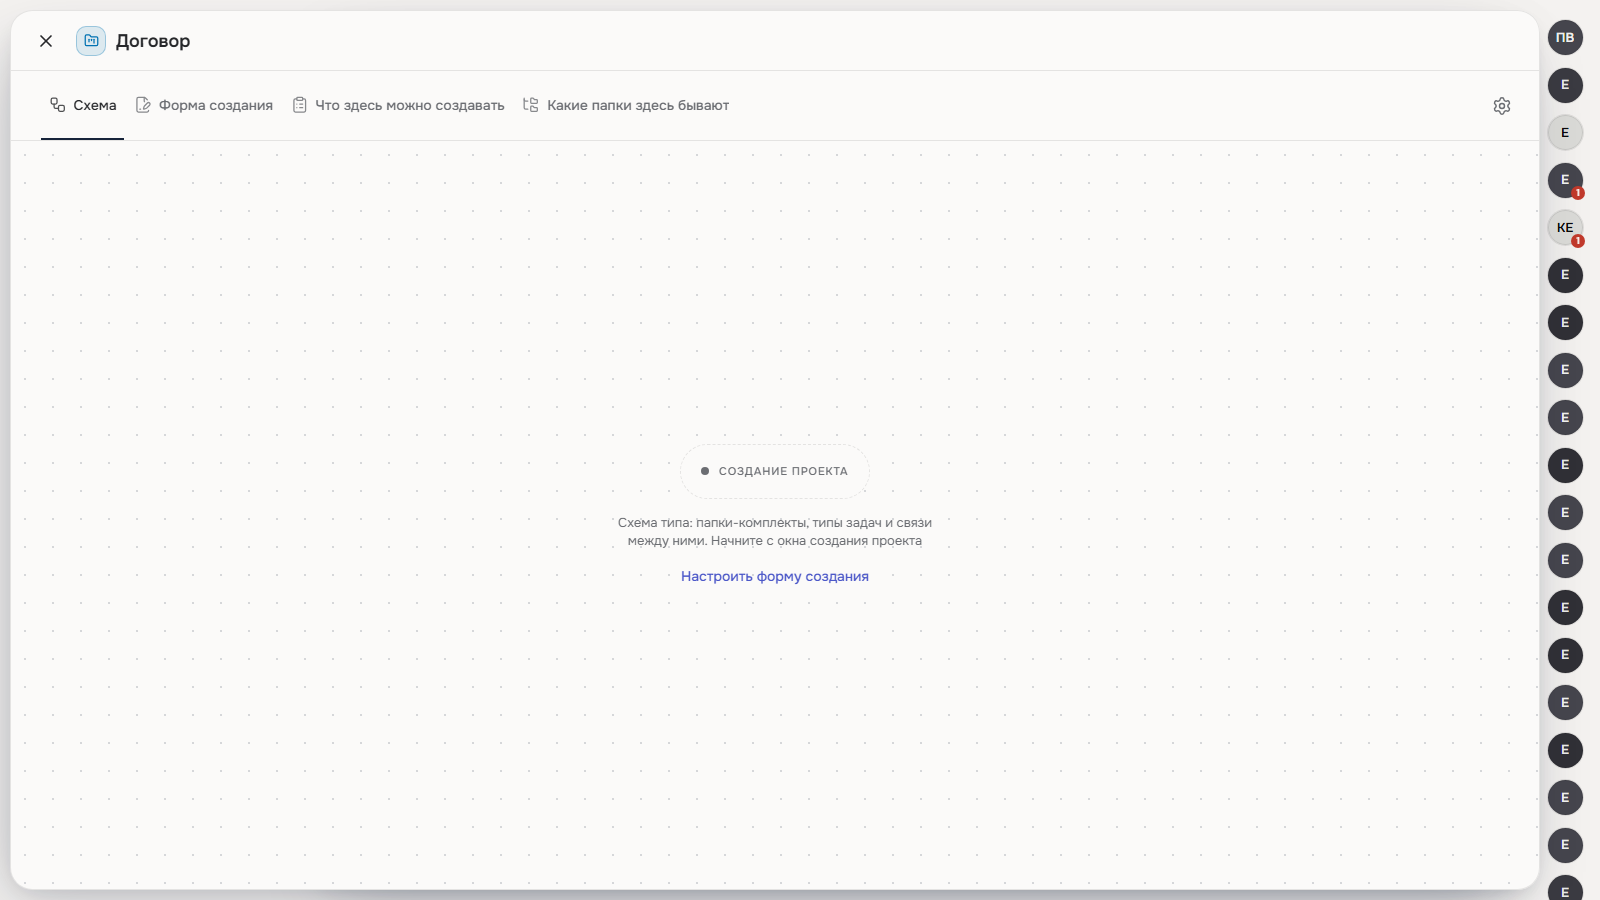 Договор
Схема
Форма создания
Что здесь можно создавать
Какие папки здесь бывают
СОЗДАНИЕ ПРОЕКТА
Схема типа: папки-комплекты, типы задач и связи
между ними. Начните с окна создания проекта
Настроить форму создания
ПВ
Е
Е
Е
1
КЕ
1
Е
Е
Е
Е
Е
Е
Е
Е
Е
Е
Е
Е
Е
Е